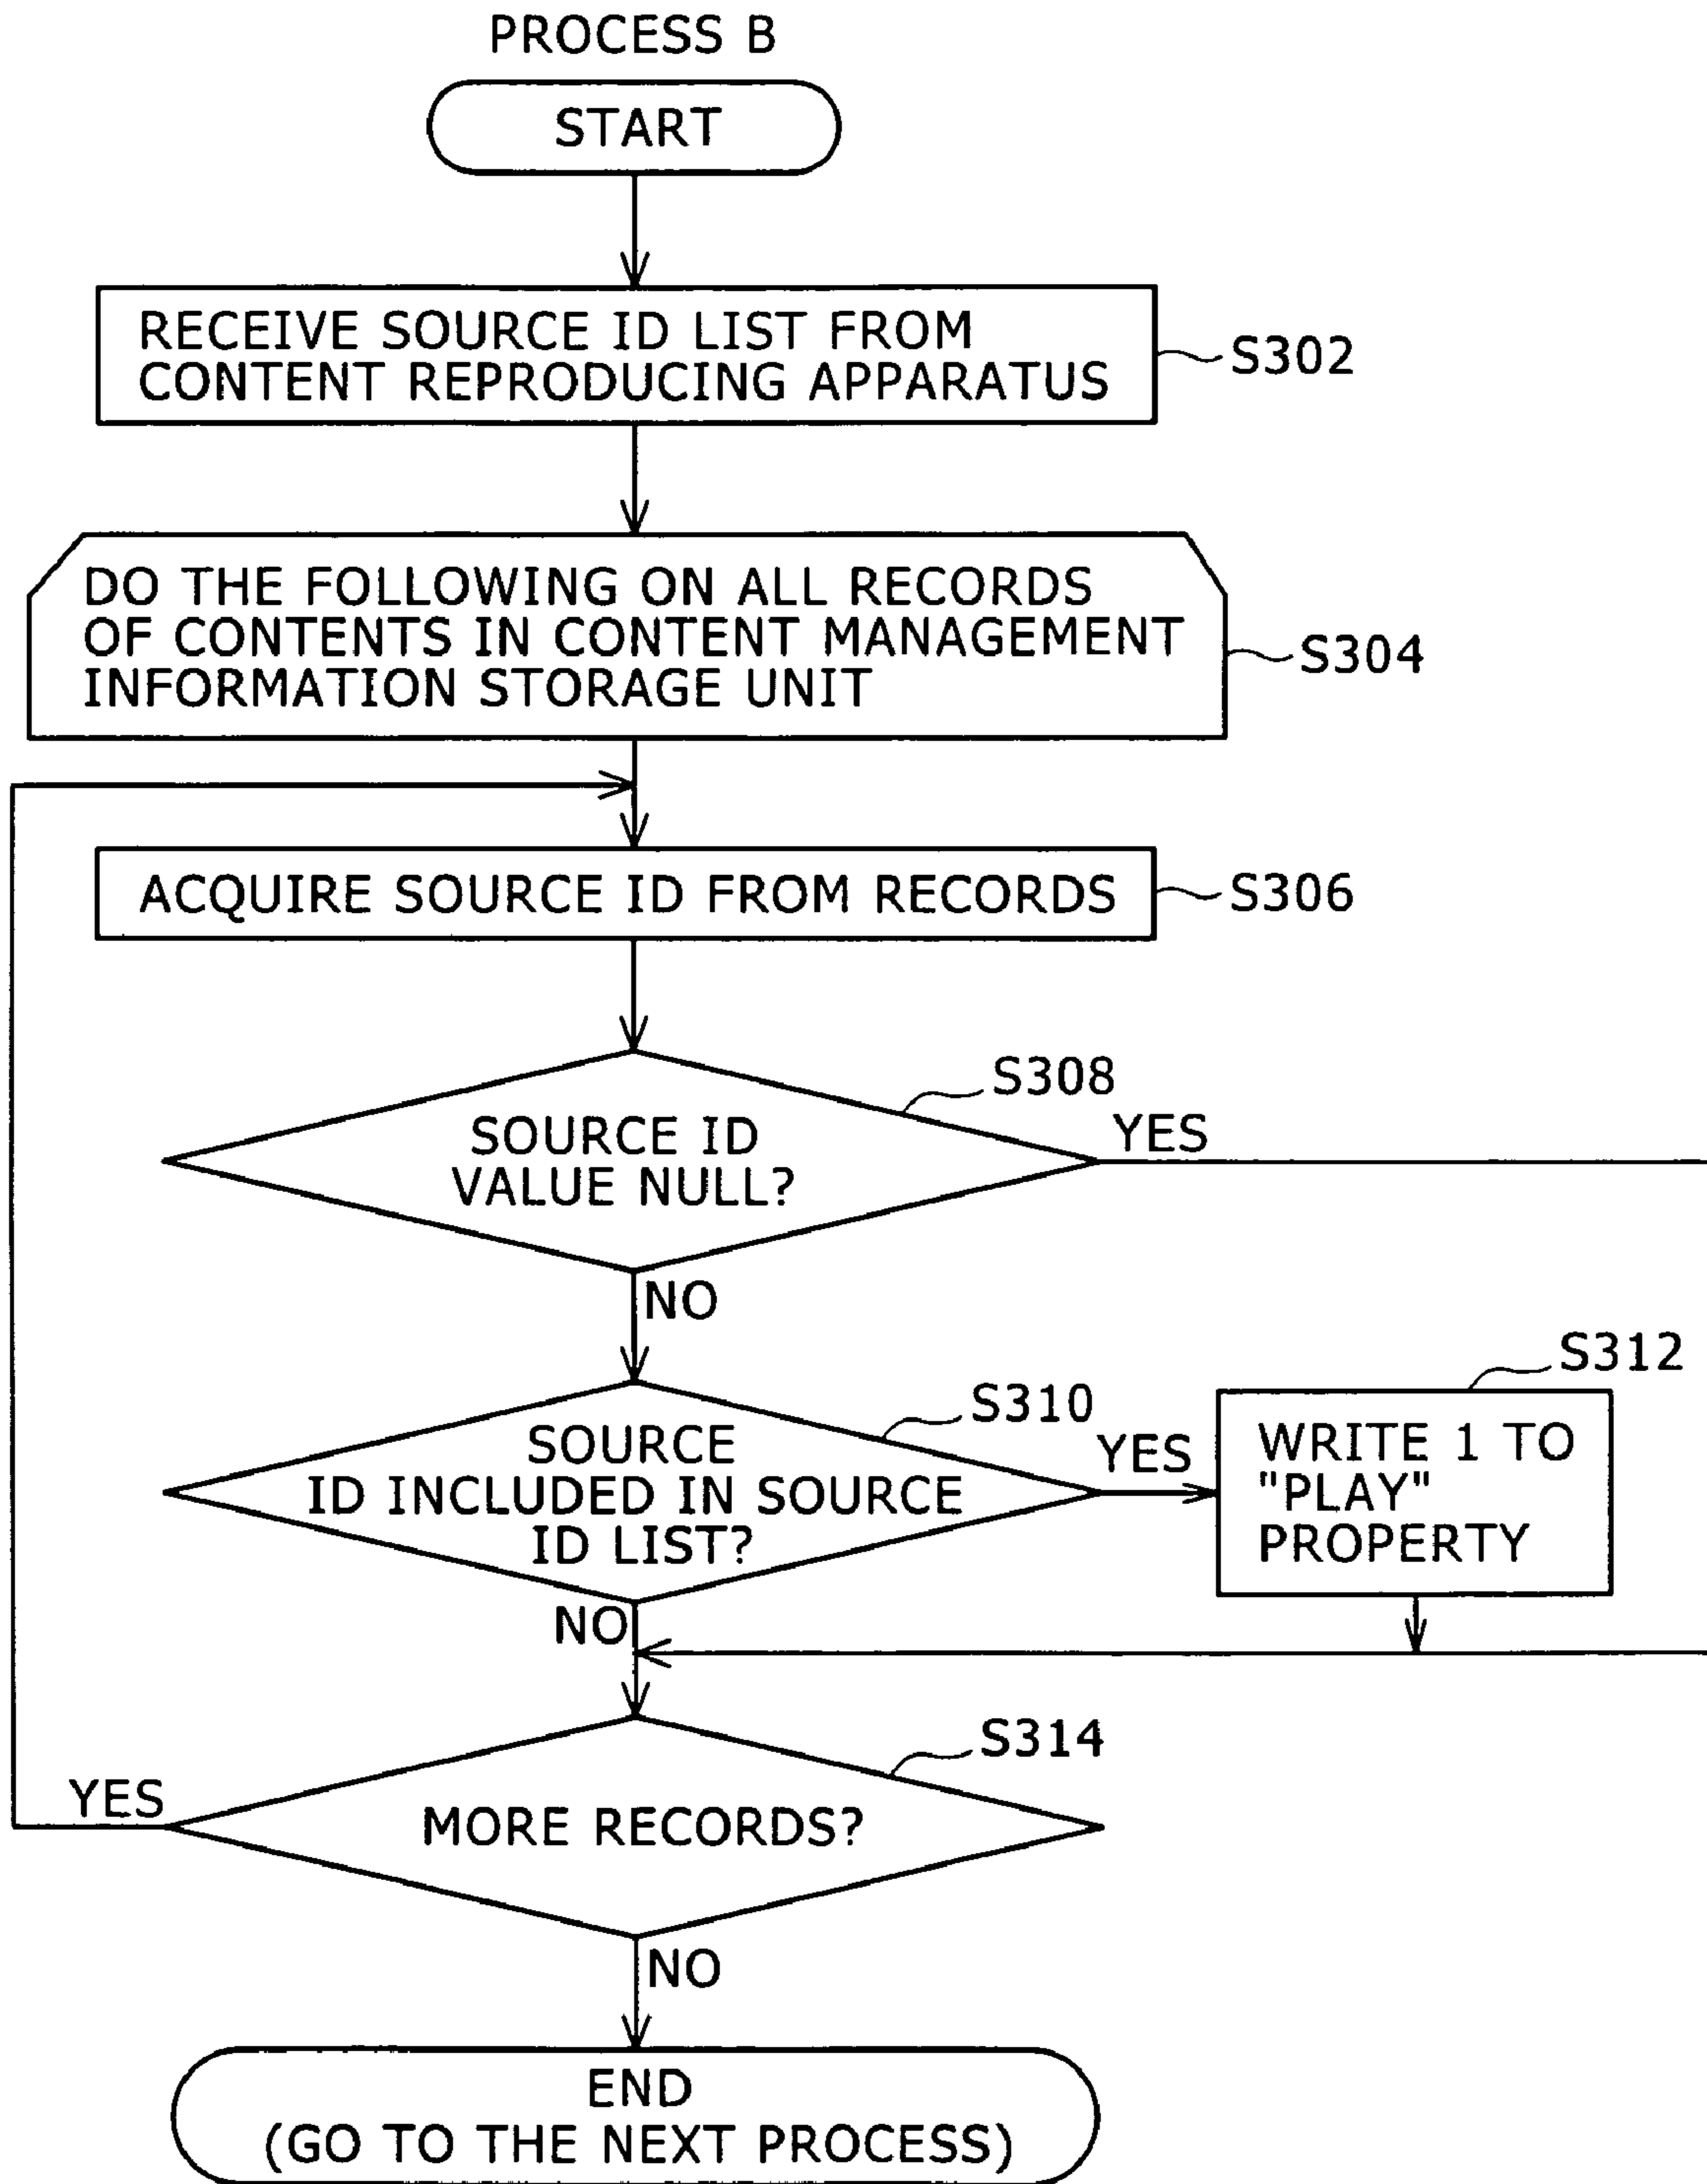 PROCESS B
START
RECEIVE SOURCE ID LIST FROM
CONTENT REPRODUCING APPARATUS
S302
DO THE FOLLOWING ON ALL RECORDS
OF CONTENTS IN CONTENT MANAGEMENT
INFORMATION STORAGE UNIT
S304
ACQUIRE SOURCE ID FROM RECORDS
S306
S308
SOURCE ID
VALUE NULL?
YES
NO
S310
SOURCE
ID INCLUDED IN SOURCE
ID LIST?
YES
S312
WRITE 1 TO
"PLAY"
PROPERTY
NO
S314
MORE RECORDS?
YES
NO
END
(GO TO THE NEXT PROCESS)